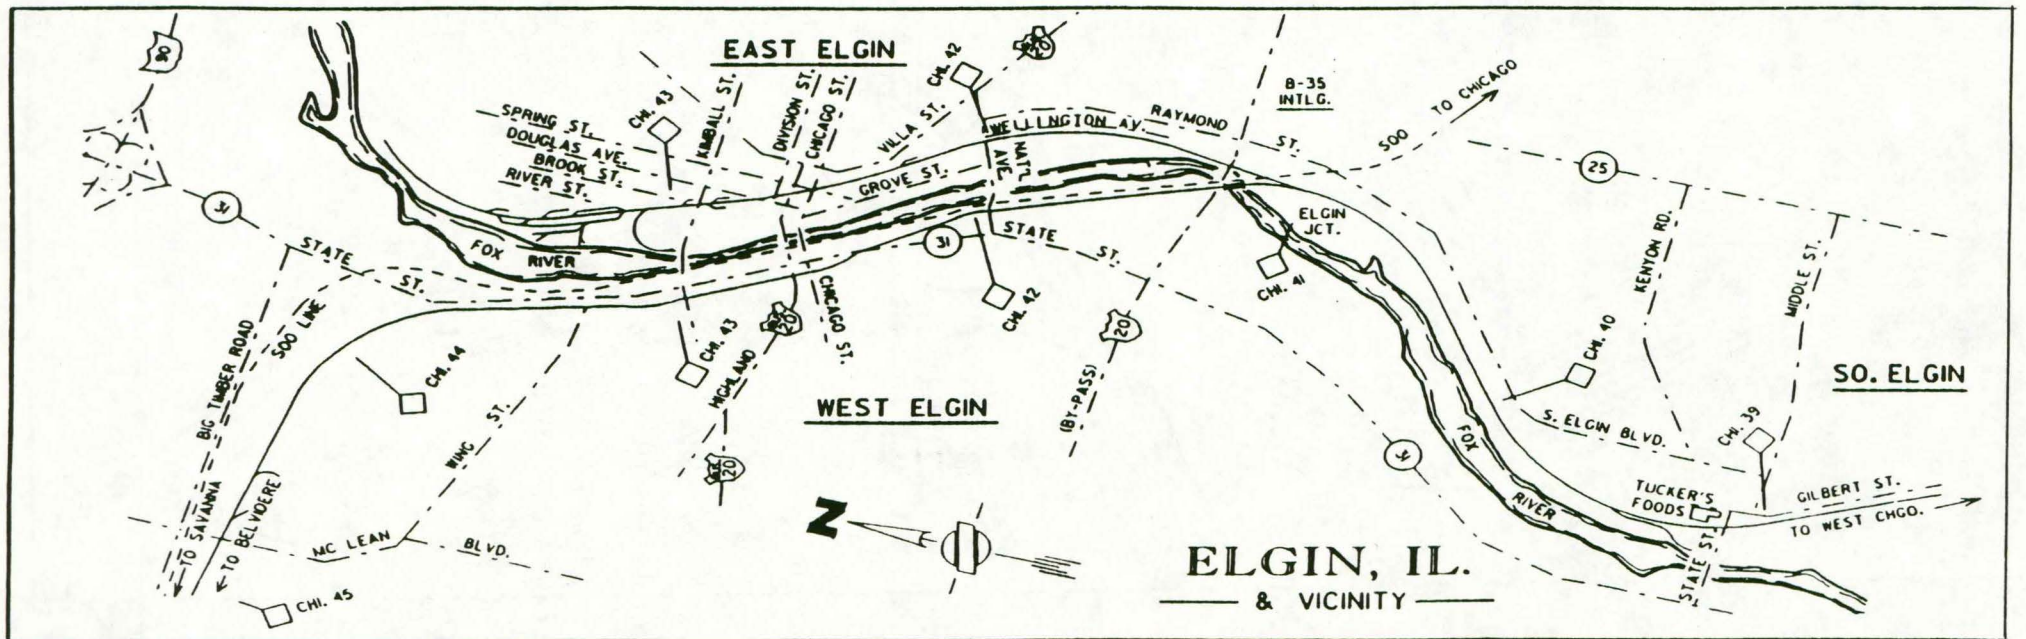 90
EAST ELGIN
CHI. 42
20
CHI. 43
KIMBALL ST.
DIVISION ST.
CHICAGO ST.
VILLA ST.
SPRING ST.
DOUGLAS AVE.
BROOK ST.
RIVER ST.
WELLINGTON AV.
RAYMOND
ST.
B-35
INTLG.
SOO TO CHICAGO
NAT'L
AVE
GROVE ST.
25
31
STATE
ST.
FOX
RIVER
31
STATE
ST.
ELGIN
JCT.
CHI. 41
KENYON RD.
MIDDLE ST.
BIG TIMBER ROAD
SOO LINE
CHI. 44
CHI. 43
HIGHLAND
20
CHICAGO ST.
CHI. 42
20
(BY-PASS)
CHI. 40
SO. ELGIN
WEST ELGIN
WING ST.
20
31
FOX
RIVER
S. ELGIN BLVD.
CHI. 39
TUCKER'S
FOODS
GILBERT ST.
TO WEST CHGO.
STATE ST.
TO SAVANNA
TO BELVIDERE
MC LEAN
BLVD.
CHI. 45
N
ELGIN, IL.
& VICINITY